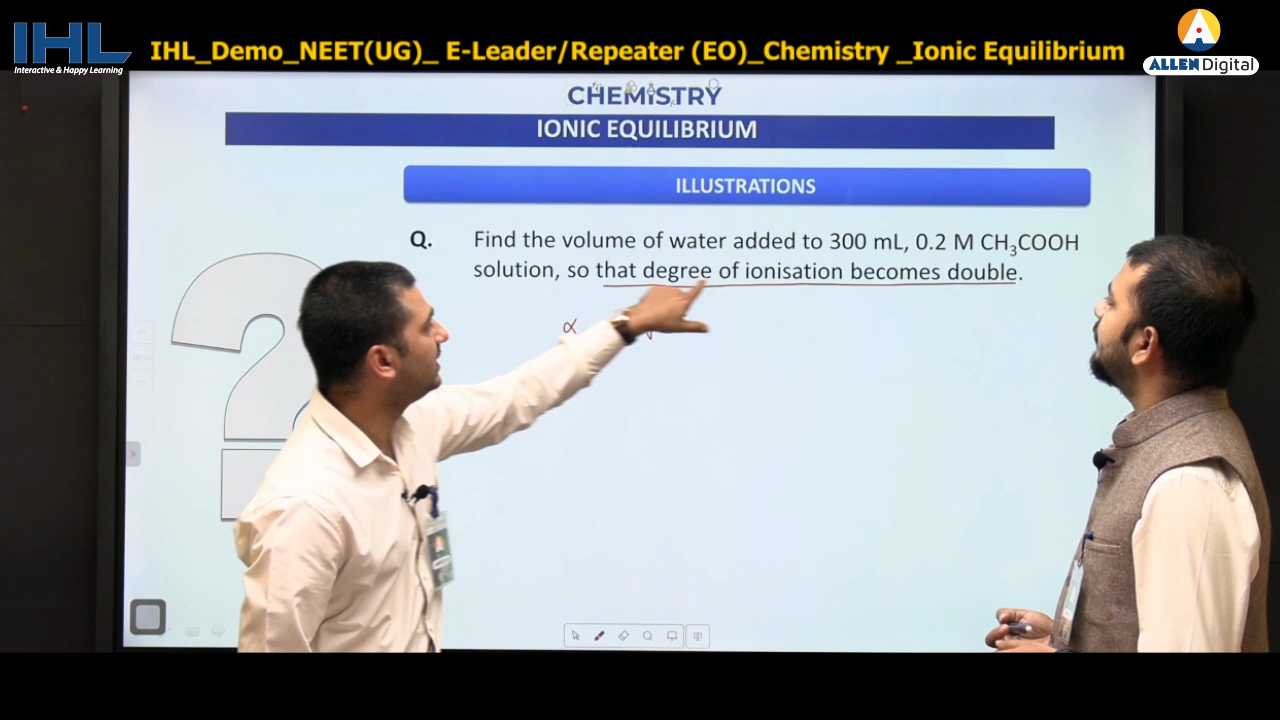 IHL
Interactive & Happy Learning
IHL_Demo_NEET(UG)_ E-Leader/Repeater (EO)_Chemistry _Ionic Equilibrium
ALLEN Digital
CHEMISTRY
IONIC EQUILIBRIUM
ILLUSTRATIONS
Q. Find the volume of water added to 300 mL, 0.2 M CH₃COOH
solution, so that degree of ionisation becomes double.
α